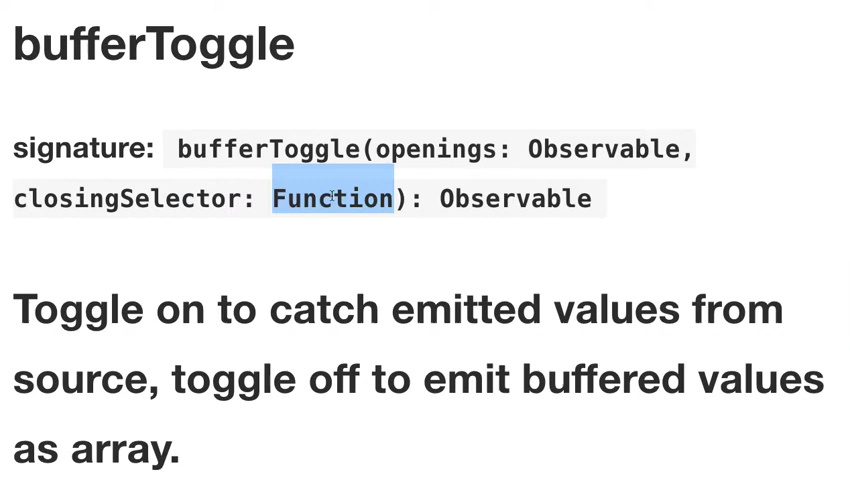 bufferToggle
signature: bufferToggle(openings: Observable,
closingSelector: Function): Observable
Toggle on to catch emitted values from
source, toggle off to emit buffered values
as array.